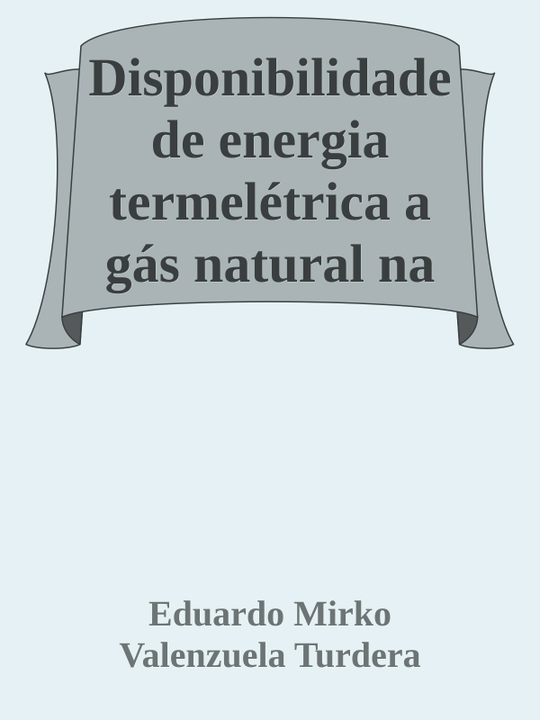 Disponibilidade
de energia
termelétrica a
gás natural na
Eduardo Mirko
Valenzuela Turdera